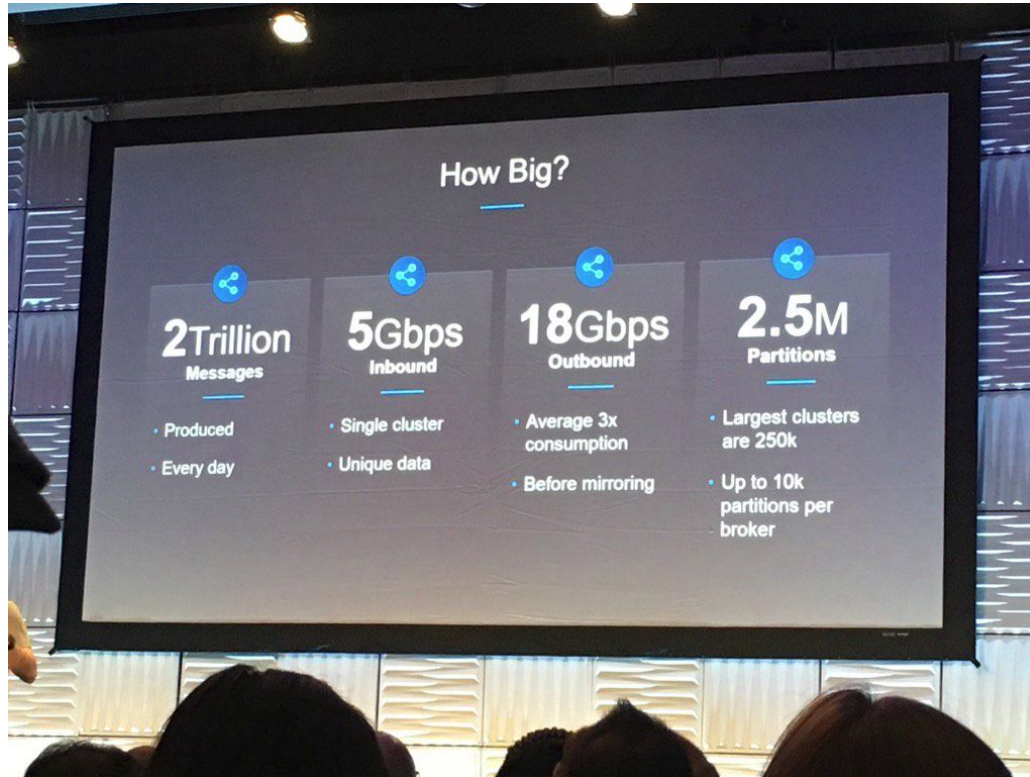 How Big?
2Trillion
Messages
• Produced
• Every day
5Gbps
Inbound
• Single cluster
• Unique data
18Gbps
Outbound
• Average 3x
consumption
• Before mirroring
2.5M
Partitions
• Largest clusters
are 250k
• Up to 10k
partitions per
broker